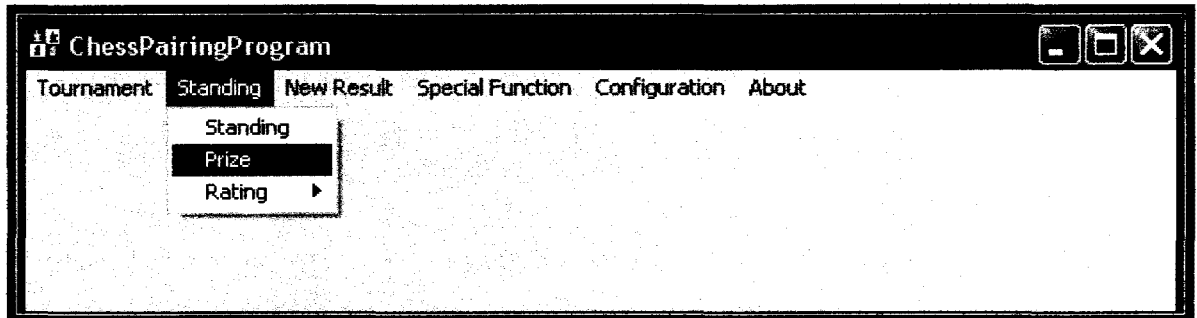 ChessPairingProgram
Tournament Standing New Result Special Function Configuration About
Standing
Prize
Rating